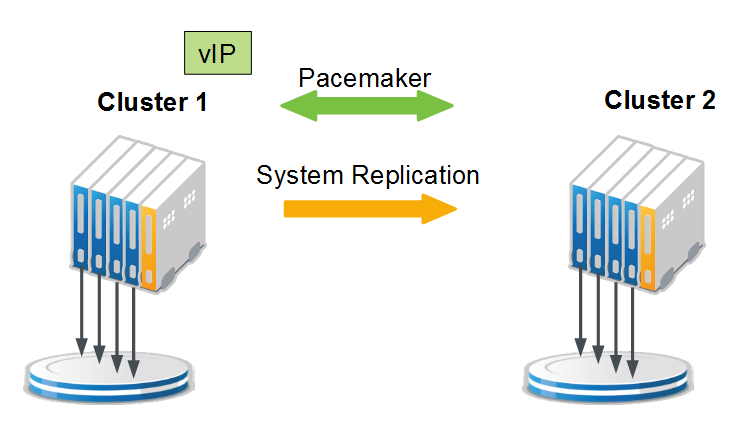 vIP
Pacemaker
Cluster 1
Cluster 2
System Replication